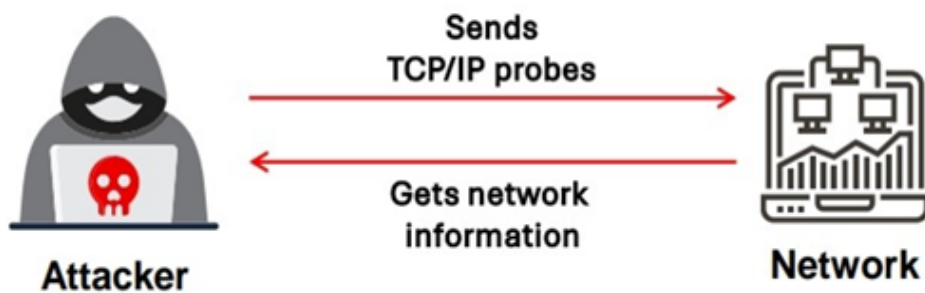 Sends
TCP/IP probes
Gets network
information
Attacker
Network